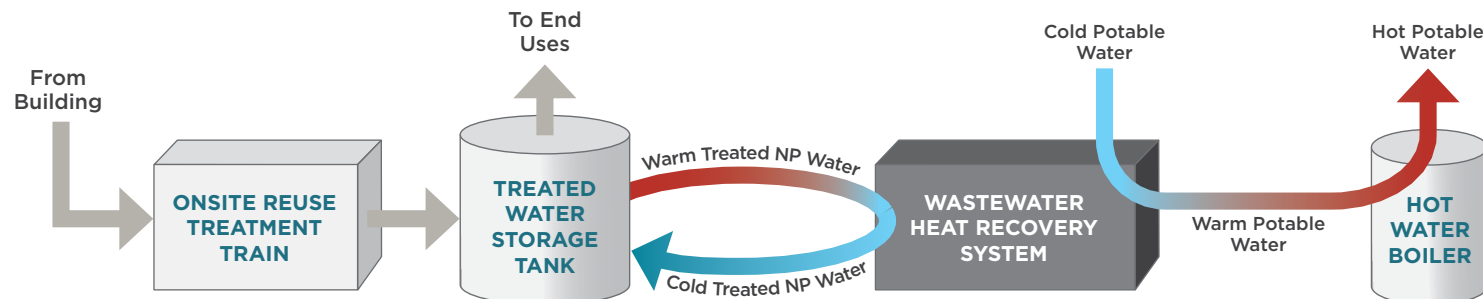 From
Building
ONSITE REUSE
TREATMENT
TRAIN
To End
Uses
TREATED
WATER
STORAGE
TANK
Warm Treated NP Water
Cold Treated NP Water
WASTEWATER
HEAT RECOVERY
SYSTEM
Cold Potable
Water
Warm Potable
Water
Hot Potable
Water
HOT
WATER
BOILER